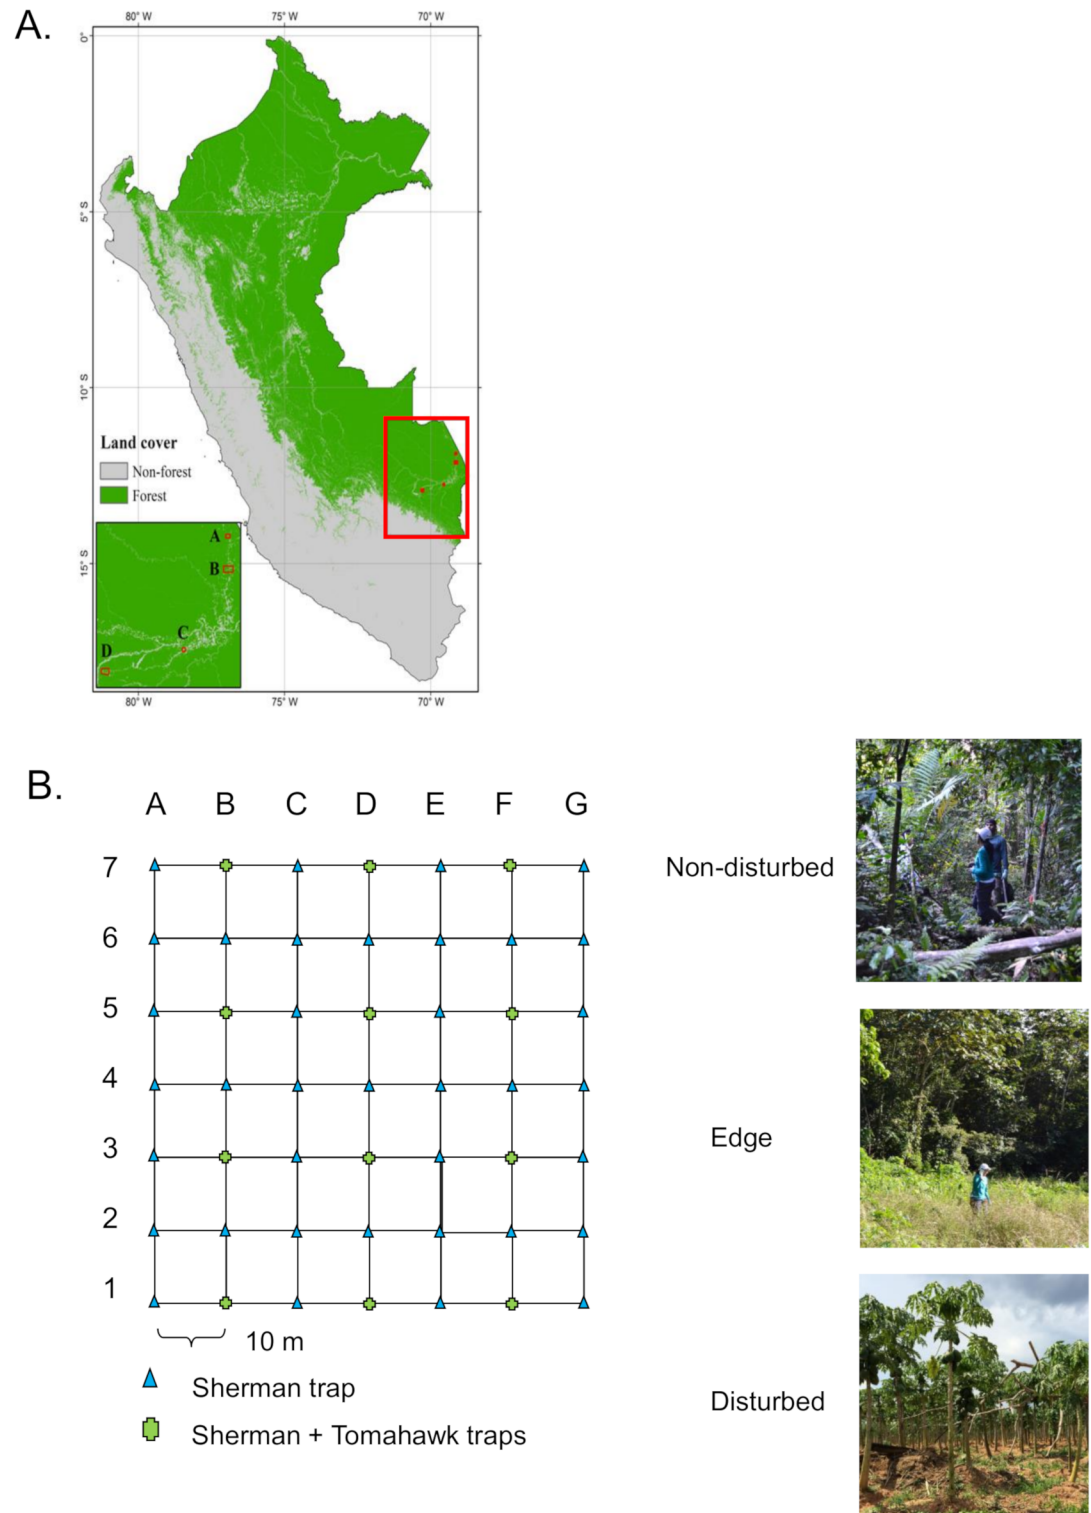 A.
80° W 75° W 70° W
0°
5° S
10° S
15° S
Land cover
Non-forest
Forest
A
B
C
D
80° W 75° W 70° W
B.
A B C D E F G
7
6
5
4
3
2
1
10 m
Sherman trap
Sherman + Tomahawk traps
Non-disturbed
Edge
Disturbed